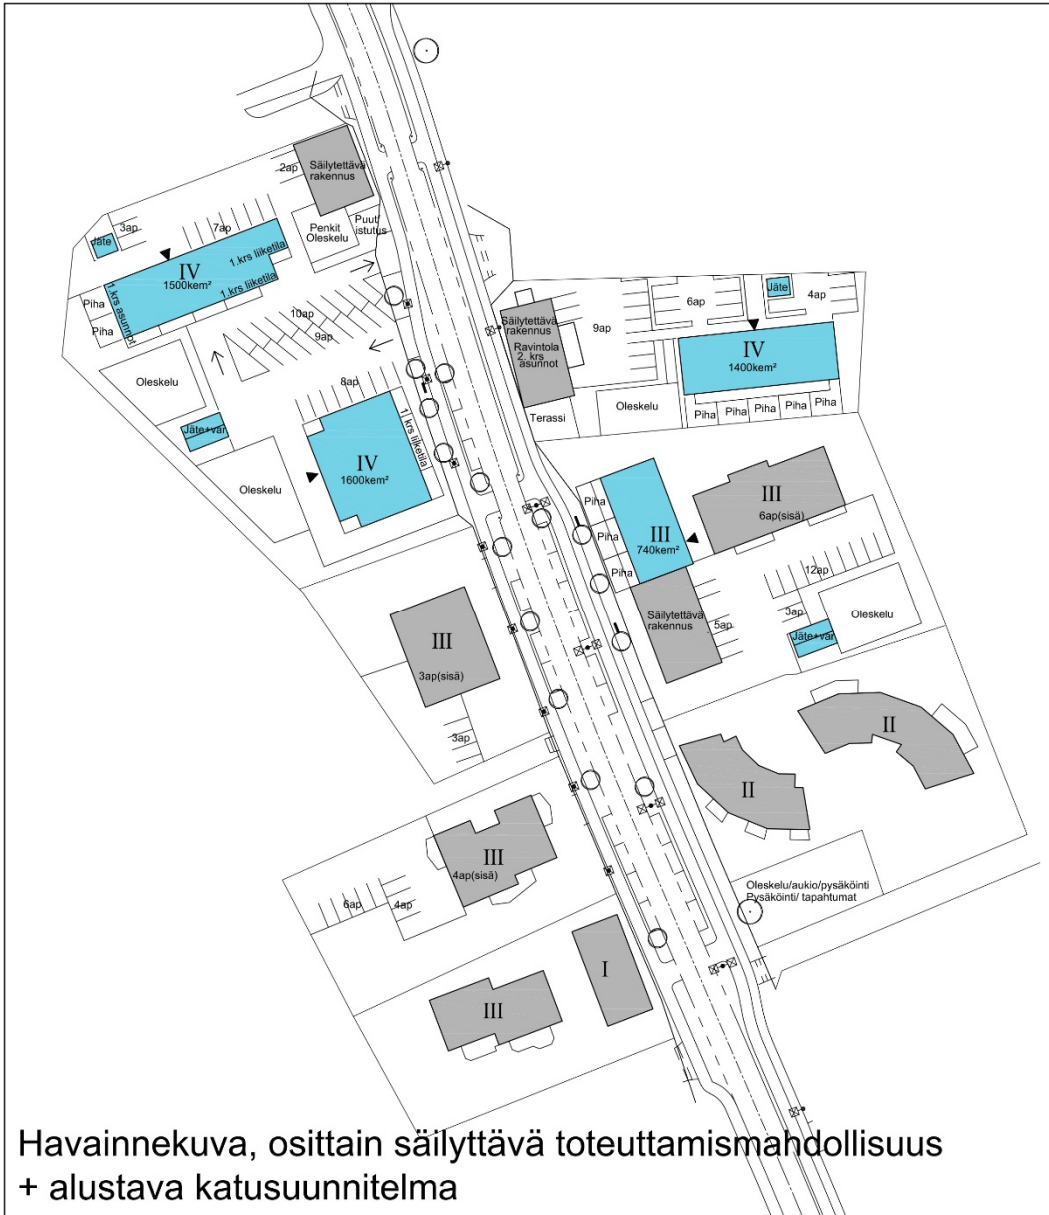 2ap
Säilytettävä
rakennus
Puut/
istutus
Penkit
Oleskelu
3ap
7ap
Jäte
1.krs liiketila
IV
1500kem²
1.krs liiketila
1.krs asunnot
Piha
Piha
10ap
9ap
Oleskelu
8ap
1. krs liiketila
Jäte+var
IV
1600kem²
Oleskelu
Säilytettävä
rakennus
Ravintola
2. krs
asunnot
9ap
6ap
Jäte
4ap
IV
1400kem²
Terassi
Oleskelu
Piha
Piha
Piha
Piha
Piha
Piha
Piha
Piha
III
740kem²
III
6ap(sisä)
12ap
Säilytettävä
rakennus
5ap
3ap
Oleskelu
Jäte+var
III
3ap(sisä)
3ap
II
II
III
4ap(sisä)
6ap
4ap
Oleskelu/aukio/pysäköinti
Pysäköinti/ tapahtumat
I
III
Havainnekuva, osittain säilyttävä toteuttamismahdollisuus
+ alustava katusuunnitelma